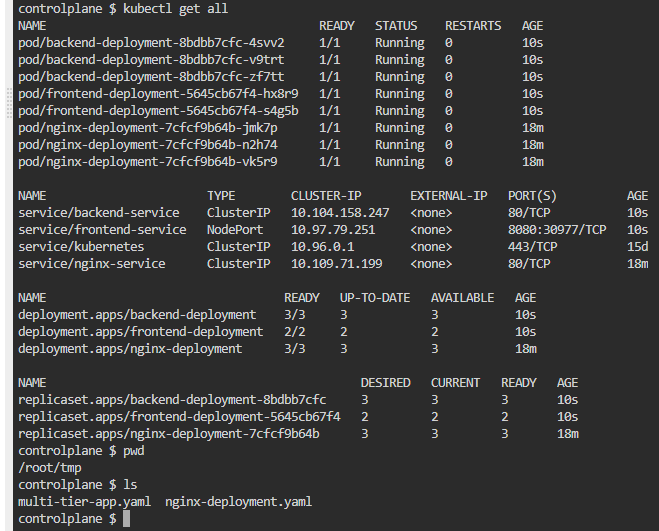 controlplane $ kubectl get all
NAME                                       READY   STATUS    RESTARTS   AGE
pod/backend-deployment-8bdbb7cfc-4svv2     1/1     Running   0          10s
pod/backend-deployment-8bdbb7cfc-v9trt     1/1     Running   0          10s
pod/backend-deployment-8bdbb7cfc-zf7tt     1/1     Running   0          10s
pod/frontend-deployment-5645cb67f4-hx8r9   1/1     Running   0          10s
pod/frontend-deployment-5645cb67f4-s4g5b   1/1     Running   0          10s
pod/nginx-deployment-7cfcf9b64b-jmk7p      1/1     Running   0          18m
pod/nginx-deployment-7cfcf9b64b-n2h74      1/1     Running   0          18m
pod/nginx-deployment-7cfcf9b64b-vk5r9      1/1     Running   0          18m

NAME                       TYPE        CLUSTER-IP       EXTERNAL-IP   PORT(S)          AGE
service/backend-service    ClusterIP   10.104.158.247   <none>        80/TCP           10s
service/frontend-service   NodePort    10.97.79.251     <none>        8080:30977/TCP   10s
service/kubernetes         ClusterIP   10.96.0.1        <none>        443/TCP          15d
service/nginx-service      ClusterIP   10.109.71.199    <none>        80/TCP           18m

NAME                                  READY   UP-TO-DATE   AVAILABLE   AGE
deployment.apps/backend-deployment    3/3     3            3           10s
deployment.apps/frontend-deployment   2/2     2            2           10s
deployment.apps/nginx-deployment      3/3     3            3           18m

NAME                                             DESIRED   CURRENT   READY   AGE
replicaset.apps/backend-deployment-8bdbb7cfc     3         3         3       10s
replicaset.apps/frontend-deployment-5645cb67f4   2         2         2       10s
replicaset.apps/nginx-deployment-7cfcf9b64b      3         3         3       18m
controlplane $ pwd
/root/tmp
controlplane $ ls
multi-tier-app.yaml  nginx-deployment.yaml
controlplane $